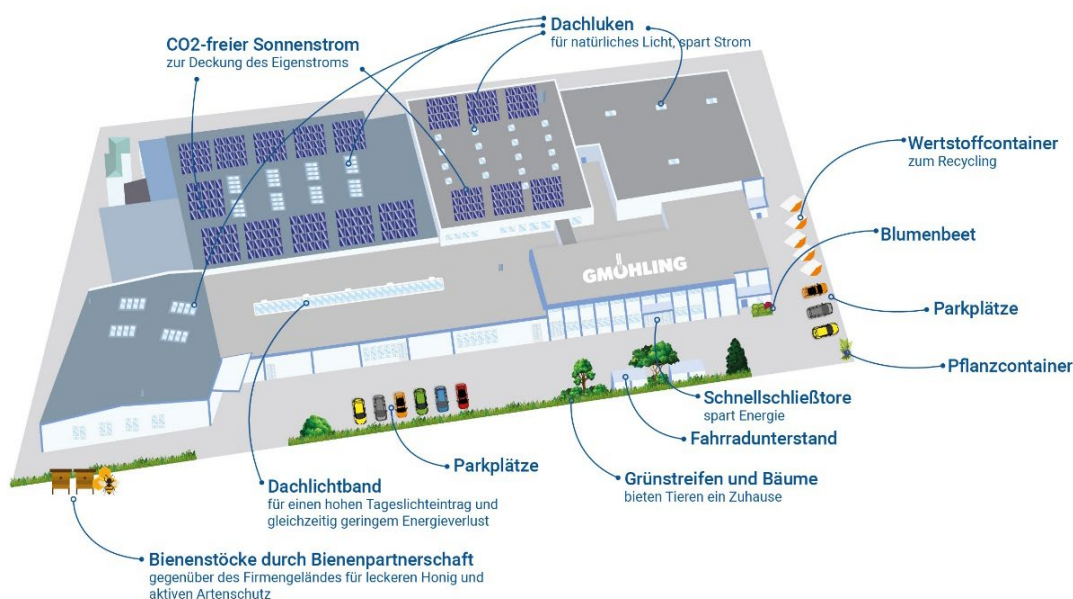 Dachluken
für natürliches Licht, spart Strom
CO2-freier Sonnenstrom
zur Deckung des Eigenstroms
Wertstoffcontainer
zum Recycling
Blumenbeet
GMÖHLING
Parkplätze
Pflanzcontainer
Schnellschließtore
spart Energie
Fahrradunterstand
Parkplätze
Grünstreifen und Bäume
bieten Tieren ein Zuhause
Dachlichtband
für einen hohen Tageslichteintrag und
gleichzeitig geringem Energieverlust
Bienenstöcke durch Bienenpartnerschaft
gegenüber des Firmengeländes für leckeren Honig und
aktiven Artenschutz